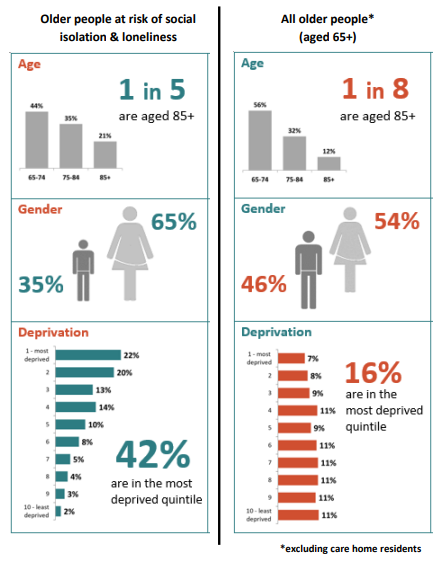 Older people at risk of social
isolation & loneliness
Age
1 in 5
are aged 85+
44%
35%
21%
65-74 75-84 85+
Gender
65%
35%
Deprivation
1 - most
deprived
22%
2 20%
3 13%
4 14%
5 10%
6 8%
7 5%
8 4%
9 3%
10 - least
deprived
2%
42%
are in the most
deprived quintile
All older people*
(aged 65+)
Age
1 in 8
are aged 85+
56%
32%
12%
65-74 75-84 85+
Gender
54%
46%
Deprivation
1 - most
deprived
7%
2 8%
3 9%
4 11%
5 9%
6 11%
7 11%
8 11%
9 11%
10 - least
deprived
11%
16%
are in the
most deprived
quintile
*excluding care home residents